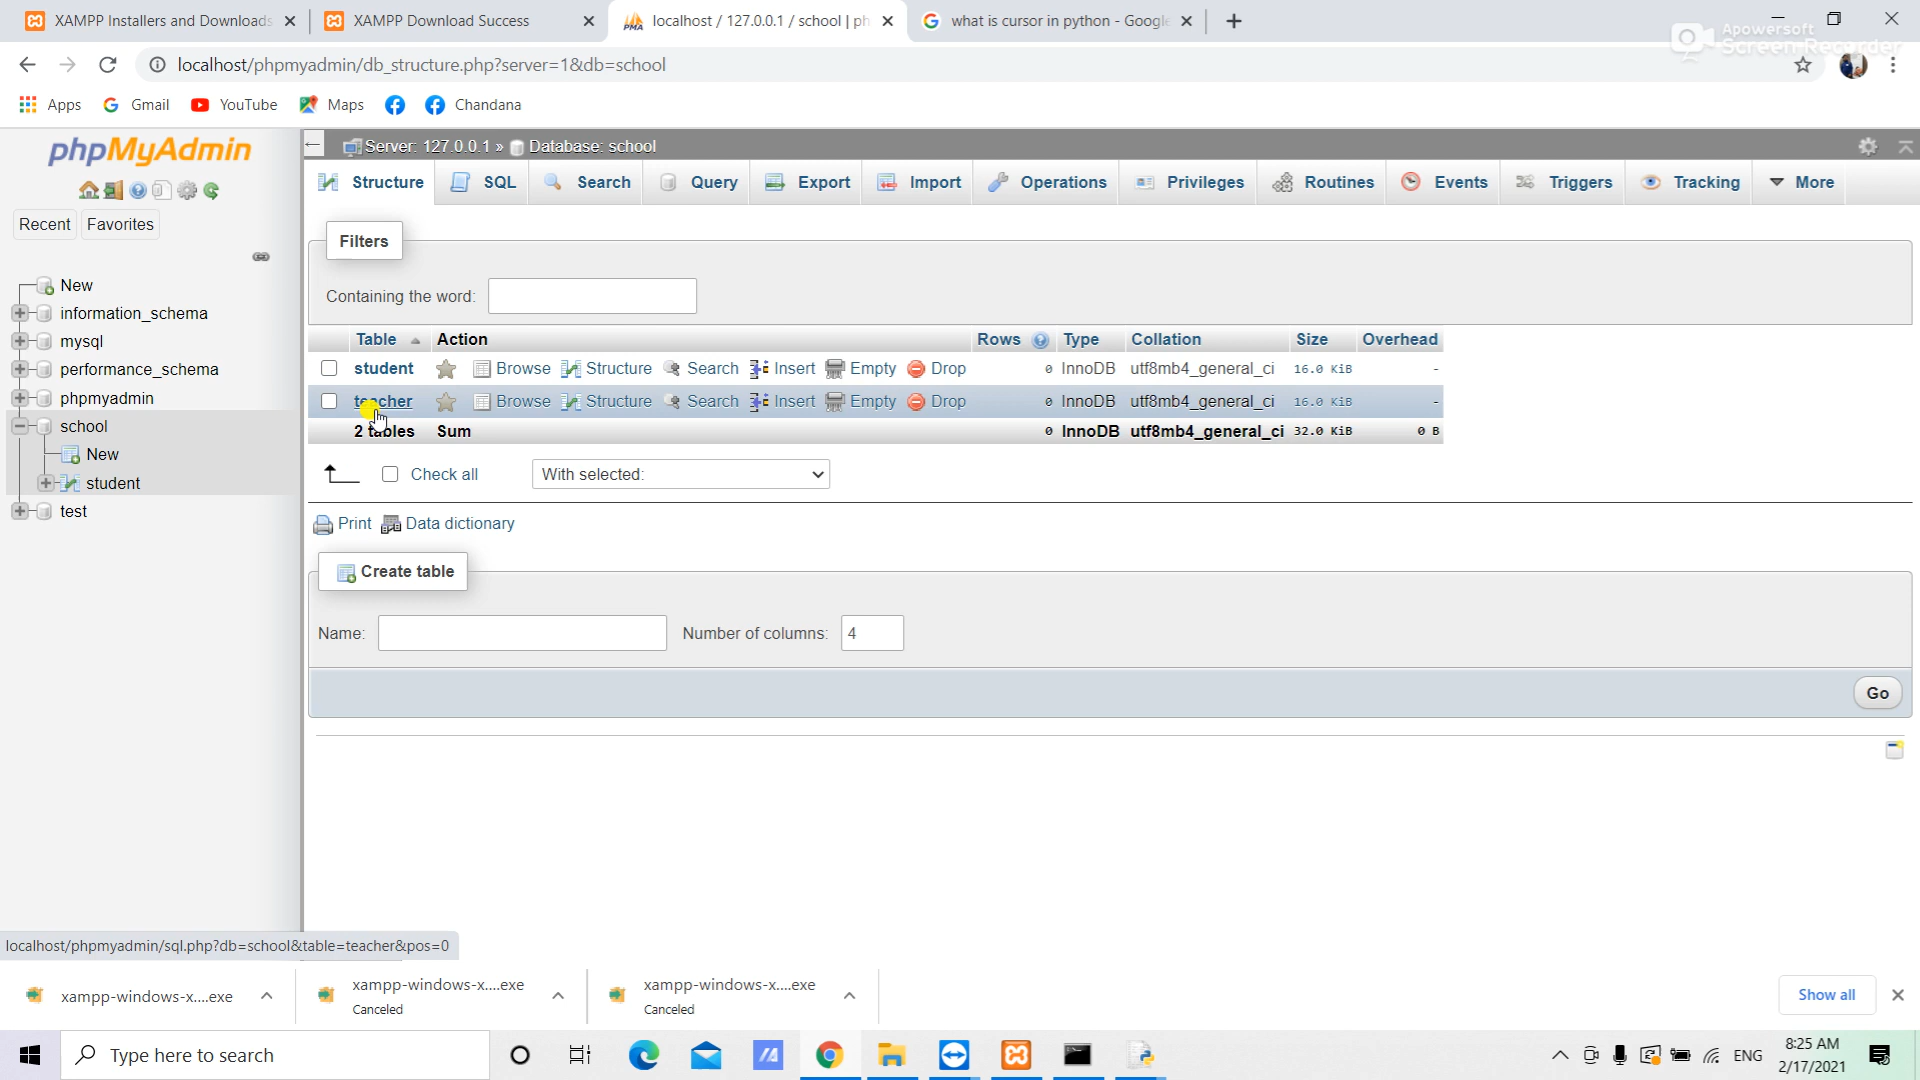 XAMPP Installers and Downloads
XAMPP Download Success
localhost / 127.0.0.1 / school | ph
what is cursor in python - Google
Apowersoft
Screen Recorder
localhost/phpmyadmin/db_structure.php?server=1&db=school
Apps
Gmail
YouTube
Maps
Chandana
phpMyAdmin
Recent
Favorites
New
information_schema
mysql
performance_schema
phpmyadmin
school
New
student
test
Server: 127.0.0.1 » Database: school
Structure
SQL
Search
Query
Export
Import
Operations
Privileges
Routines
Events
Triggers
Tracking
More
Filters
Containing the word:
Table Action Rows Type Collation Size Overhead
student Browse Structure Search Insert Empty Drop 0 InnoDB utf8mb4_general_ci 16.0 KiB -
teacher Browse Structure Search Insert Empty Drop 0 InnoDB utf8mb4_general_ci 16.0 KiB -
2 tables Sum 0 InnoDB utf8mb4_general_ci 32.0 KiB 0 B
Check all
With selected:
Print
Data dictionary
Create table
Name:
Number of columns: 4
Go
localhost/phpmyadmin/sql.php?db=school&table=teacher&pos=0
xampp-windows-x....exe
xampp-windows-x....exe
Canceled
xampp-windows-x....exe
Canceled
Show all
Type here to search
ENG
8:25 AM
2/17/2021